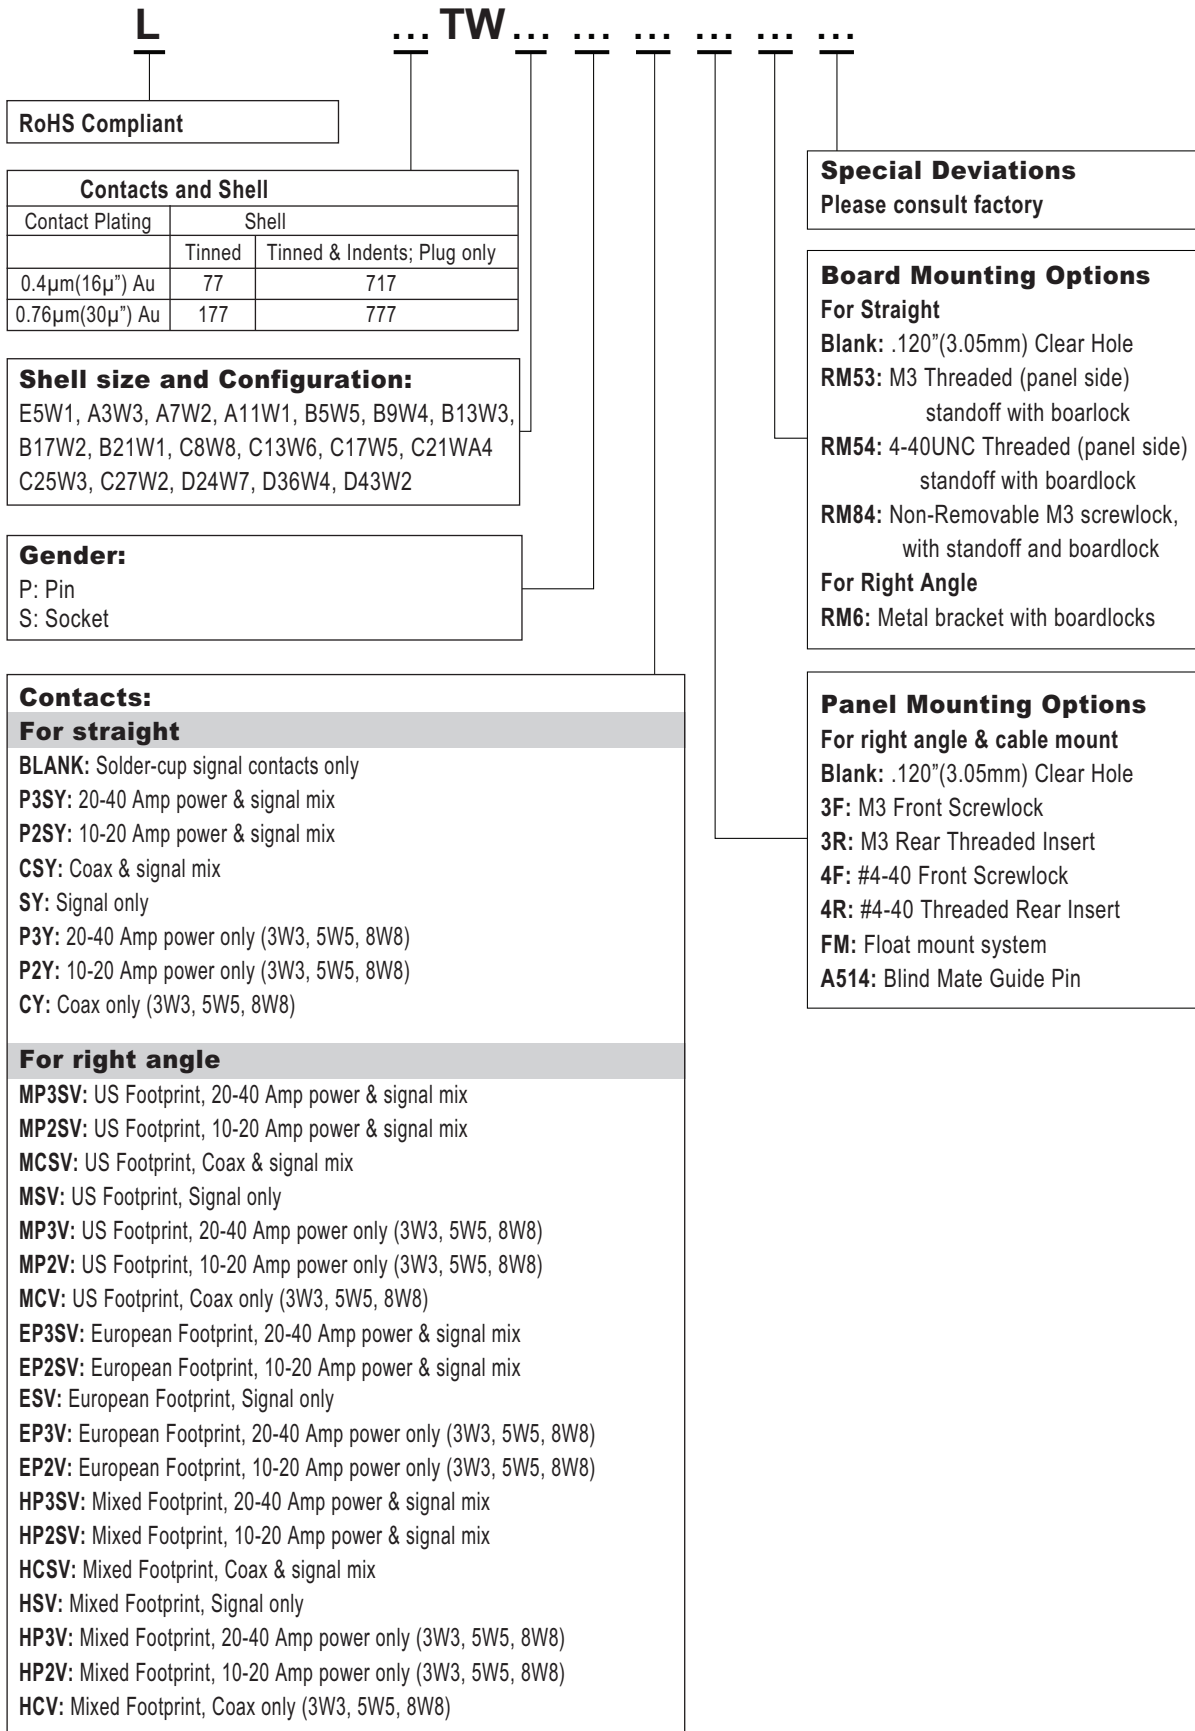 L ... TW ... ... ... ... ... ...
RoHS Compliant
Contacts and Shell
Contact Plating Shell
Tinned Tinned & Indents; Plug only
0.4µm(16µ”) Au 77 717
0.76µm(30µ”) Au 177 777
Shell size and Configuration:
E5W1, A3W3, A7W2, A11W1, B5W5, B9W4, B13W3,
B17W2, B21W1, C8W8, C13W6, C17W5, C21WA4
C25W3, C27W2, D24W7, D36W4, D43W2
Gender:
P: Pin
S: Socket
Contacts:
For straight
BLANK: Solder-cup signal contacts only
P3SY: 20-40 Amp power & signal mix
P2SY: 10-20 Amp power & signal mix
CSY: Coax & signal mix
SY: Signal only
P3Y: 20-40 Amp power only (3W3, 5W5, 8W8)
P2Y: 10-20 Amp power only (3W3, 5W5, 8W8)
CY: Coax only (3W3, 5W5, 8W8)
For right angle
MP3SV: US Footprint, 20-40 Amp power & signal mix
MP2SV: US Footprint, 10-20 Amp power & signal mix
MCSV: US Footprint, Coax & signal mix
MSV: US Footprint, Signal only
MP3V: US Footprint, 20-40 Amp power only (3W3, 5W5, 8W8)
MP2V: US Footprint, 10-20 Amp power only (3W3, 5W5, 8W8)
MCV: US Footprint, Coax only (3W3, 5W5, 8W8)
EP3SV: European Footprint, 20-40 Amp power & signal mix
EP2SV: European Footprint, 10-20 Amp power & signal mix
ESV: European Footprint, Signal only
EP3V: European Footprint, 20-40 Amp power only (3W3, 5W5, 8W8)
EP2V: European Footprint, 10-20 Amp power only (3W3, 5W5, 8W8)
HP3SV: Mixed Footprint, 20-40 Amp power & signal mix
HP2SV: Mixed Footprint, 10-20 Amp power & signal mix
HCSV: Mixed Footprint, Coax & signal mix
HSV: Mixed Footprint, Signal only
HP3V: Mixed Footprint, 20-40 Amp power only (3W3, 5W5, 8W8)
HP2V: Mixed Footprint, 10-20 Amp power only (3W3, 5W5, 8W8)
HCV: Mixed Footprint, Coax only (3W3, 5W5, 8W8)
Special Deviations
Please consult factory
Board Mounting Options
For Straight
Blank: .120”(3.05mm) Clear Hole
RM53: M3 Threaded (panel side)
standoff with boarlock
RM54: 4-40UNC Threaded (panel side)
standoff with boardlock
RM84: Non-Removable M3 screwlock,
with standoff and boardlock
For Right Angle
RM6: Metal bracket with boardlocks
Panel Mounting Options
For right angle & cable mount
Blank: .120”(3.05mm) Clear Hole
3F: M3 Front Screwlock
3R: M3 Rear Threaded Insert
4F: #4-40 Front Screwlock
4R: #4-40 Threaded Rear Insert
FM: Float mount system
A514: Blind Mate Guide Pin